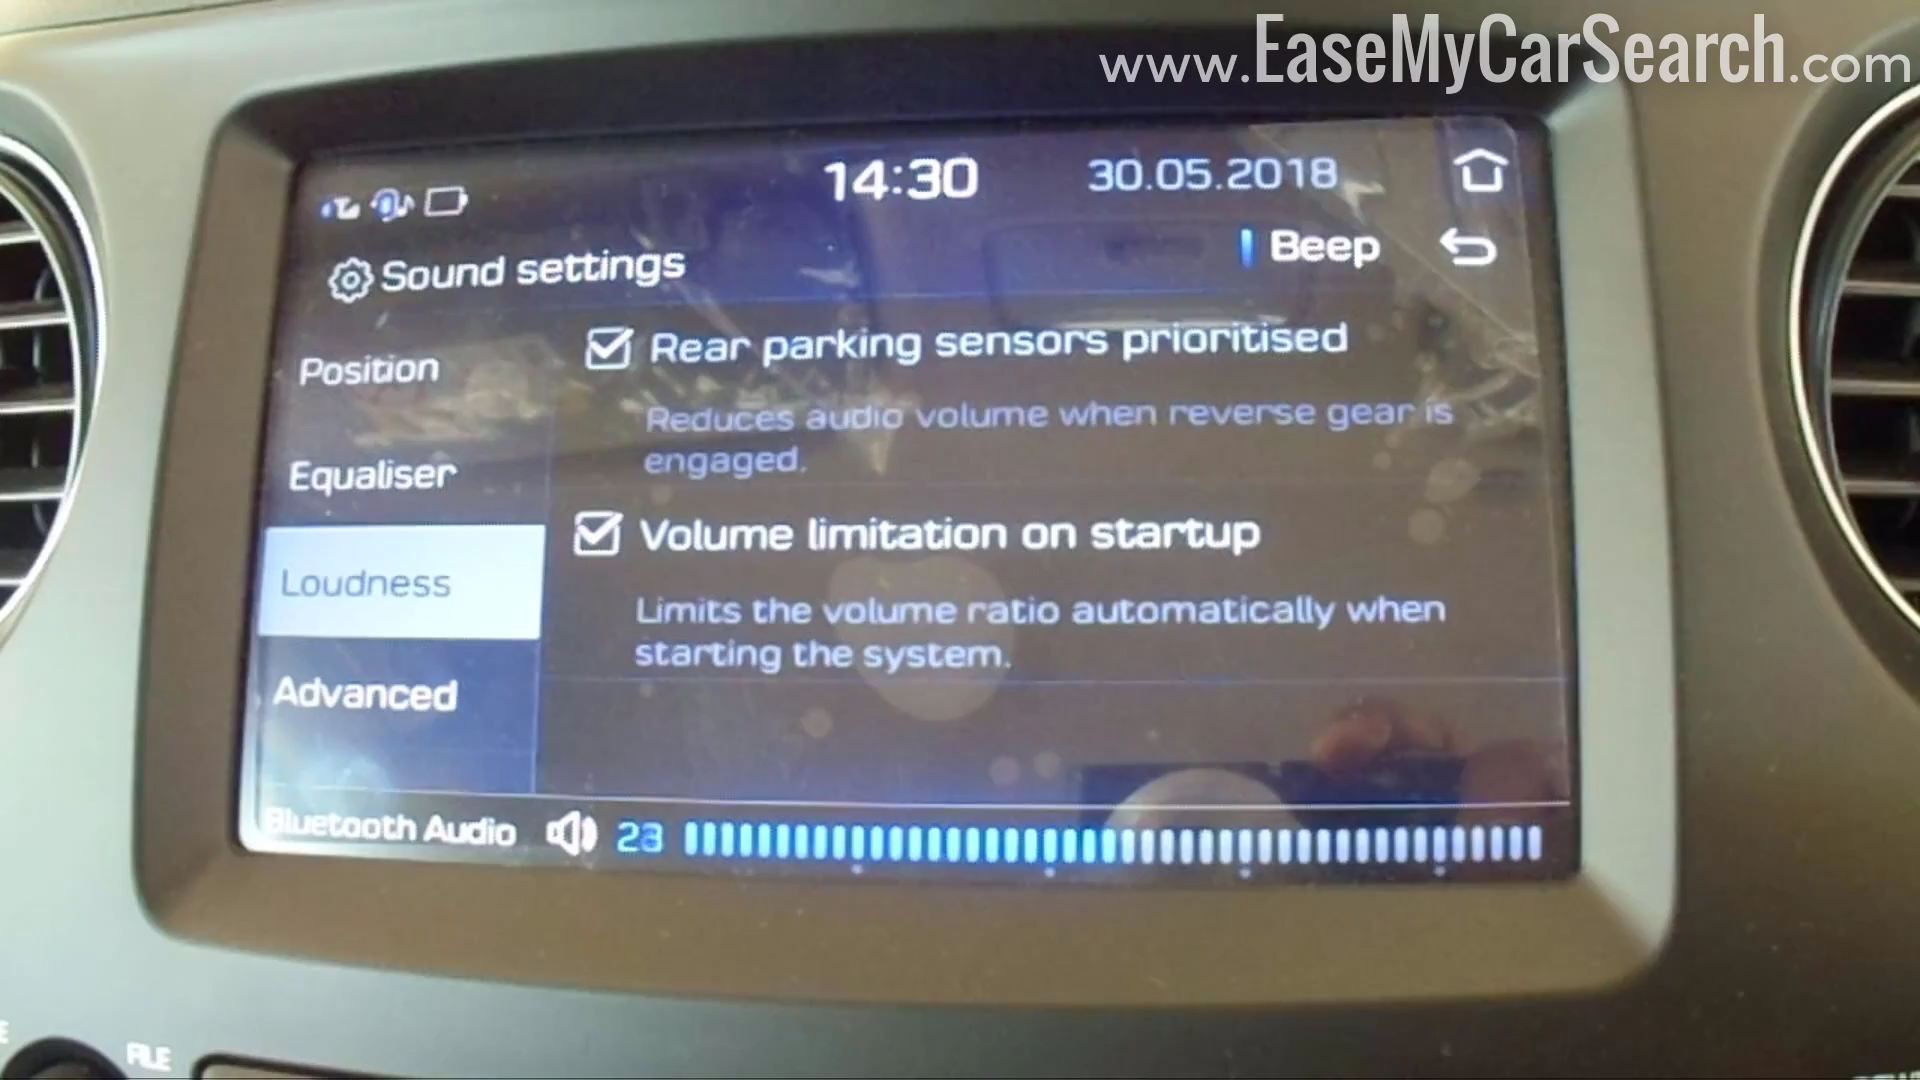 www.EaseMyCarSearch.com
14:30
30.05.2018
Sound settings
Beep
Position
Rear parking sensors prioritised
Reduces audio volume when reverse gear is
engaged.
Equaliser
Volume limitation on startup
Loudness
Limits the volume ratio automatically when
starting the system.
Advanced
Bluetooth Audio
23
FILE